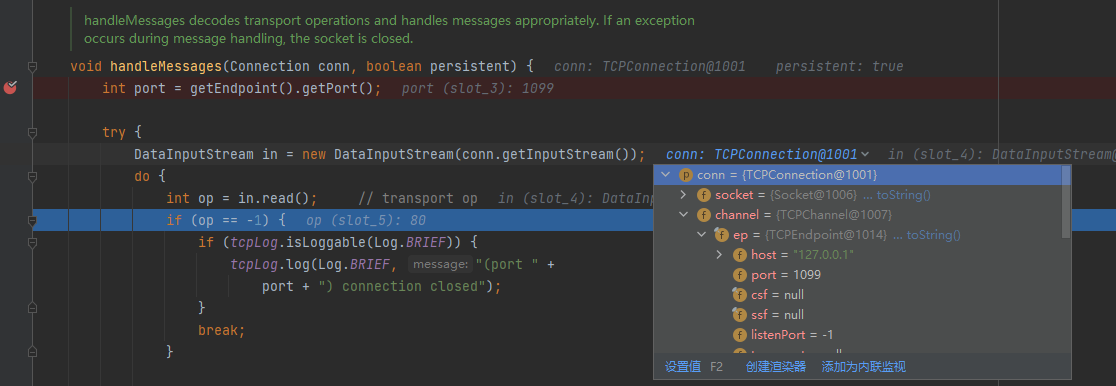 handleMessages decodes transport operations and handles messages appropriately. If an exception
occurs during message handling, the socket is closed.
void handleMessages(Connection conn, boolean persistent) { conn: TCPConnection@1001 persistent: true
int port = getEndpoint().getPort(); port (slot_3): 1099
try {
DataInputStream in = new DataInputStream(conn.getInputStream()); conn: TCPConnection@1001 in (slot_4): DataInputStream@
do {
int op = in.read(); // transport op in (slot_4): DataInp
if (op == -1) { op (slot_5): 80
if (tcpLog.isLoggable(Log.BRIEF)) {
tcpLog.log(Log.BRIEF, message: "(port " +
port + ") connection closed");
}
break;
}
p conn = {TCPConnection@1001}
f socket = {Socket@1006} ... toString()
f channel = {TCPChannel@1007}
f ep = {TCPEndpoint@1014} ... toString()
f host = "127.0.0.1"
f port = 1099
f csf = null
f ssf = null
f listenPort = -1
设置值 F2 创建渲染器 添加为内联监视